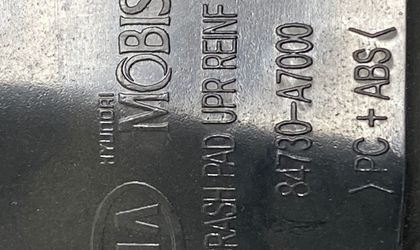 HYUNDAI
MOBIS
RASH PAD UPR REINF
84730-A7000
>PC + ABS<